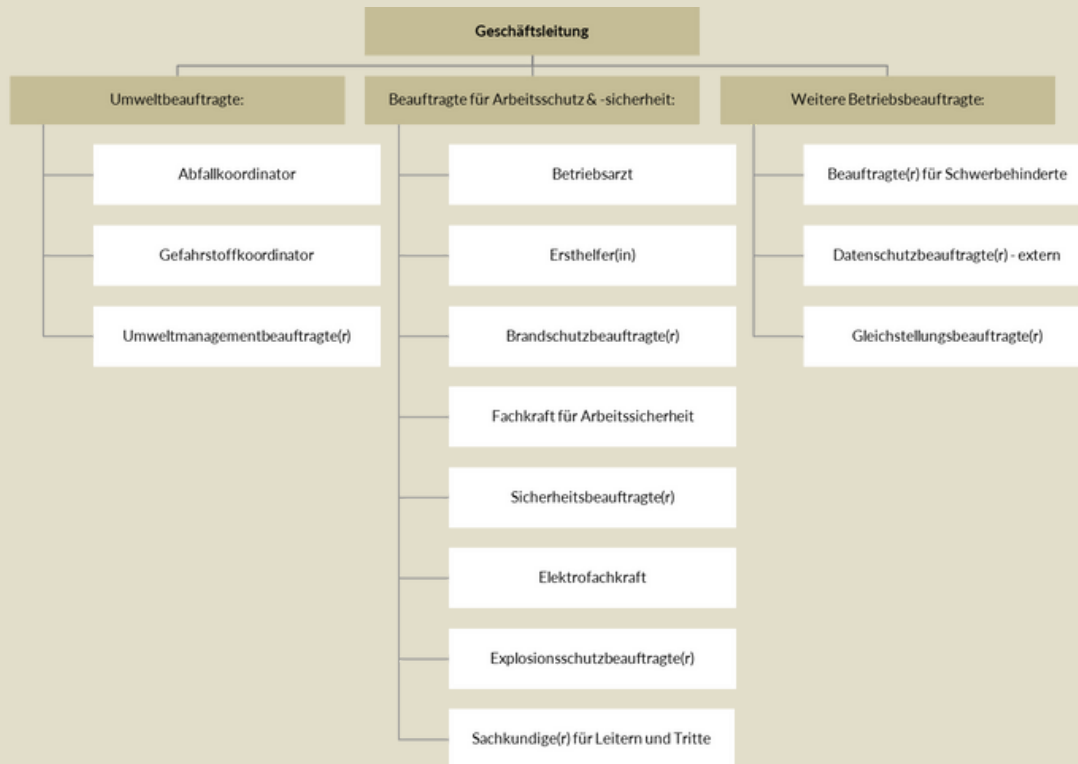 Geschäftsleitung
Umweltbeauftragte:
Abfallkoordinator
Gefahrstoffkoordinator
Umweltmanagementbeauftragte(r)
Beauftragte für Arbeitsschutz & -sicherheit:
Betriebsarzt
Ersthelfer(in)
Brandschutzbeauftragte(r)
Fachkraft für Arbeitssicherheit
Sicherheitsbeauftragte(r)
Elektrofachkraft
Explosionsschutzbeauftragte(r)
Sachkundige(r) für Leitern und Tritte
Weitere Betriebsbeauftragte:
Beauftragte(r) für Schwerbehinderte
Datenschutzbeauftragte(r) - extern
Gleichstellungsbeauftragte(r)